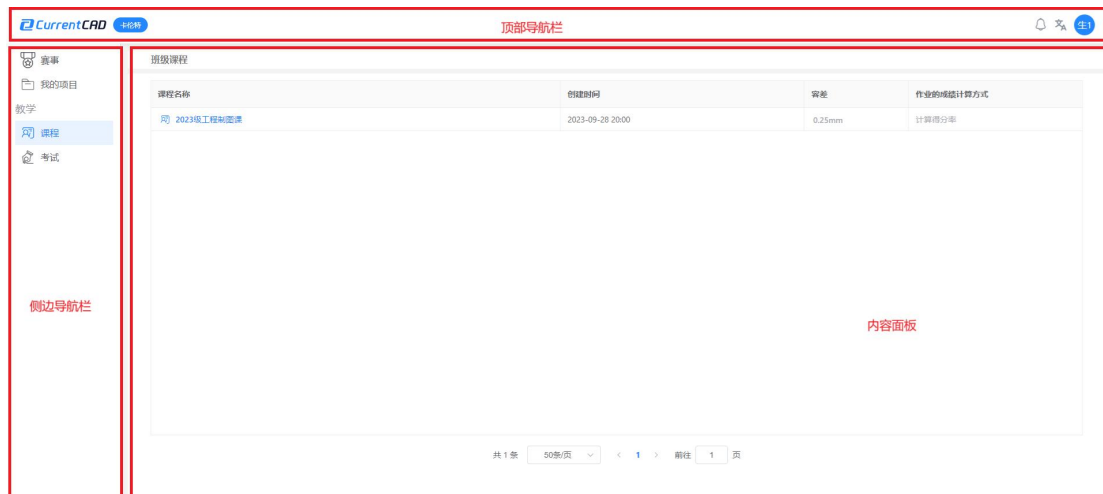 CurrentCAD 卡伦特 顶部导航栏 生1
赛事
我的项目
教学
课程
考试
侧边导航栏
班级课程
课程名称 创建时间 容差 作业的成绩计算方式
2023级工程制图课 2023-09-28 20:00 0.25mm 计算得分率
内容面板
共 1 条 50条/页 < 1 > 前往 1 页